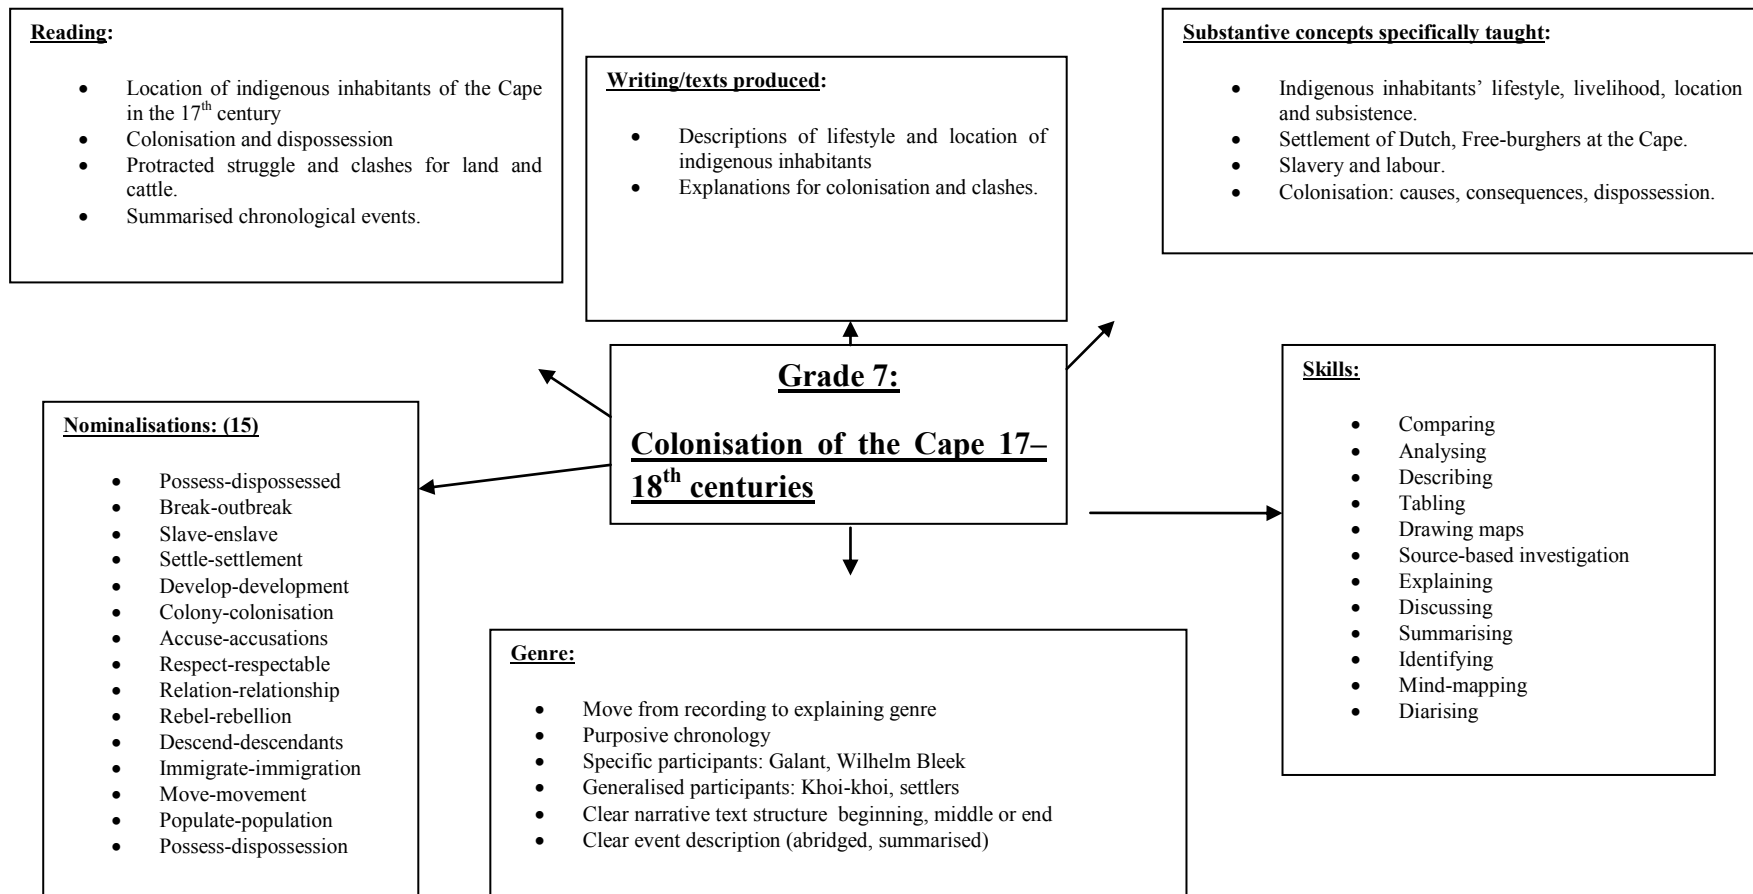 Reading:
• Location of indigenous inhabitants of the Cape
in the 17th century
• Colonisation and dispossession
• Protracted struggle and clashes for land and
cattle.
• Summarised chronological events.
Writing/texts produced:
• Descriptions of lifestyle and location of
indigenous inhabitants
• Explanations for colonisation and clashes.
Substantive concepts specifically taught:
• Indigenous inhabitants’ lifestyle, livelihood, location
and subsistence.
• Settlement of Dutch, Free-burghers at the Cape.
• Slavery and labour.
• Colonisation: causes, consequences, dispossession.
Grade 7:
Colonisation of the Cape 17–
18th centuries
Nominalisations: (15)
• Possess-dispossessed
• Break-outbreak
• Slave-enslave
• Settle-settlement
• Develop-development
• Colony-colonisation
• Accuse-accusations
• Respect-respectable
• Relation-relationship
• Rebel-rebellion
• Descend-descendants
• Immigrate-immigration
• Move-movement
• Populate-population
• Possess-dispossession
Genre:
• Move from recording to explaining genre
• Purposive chronology
• Specific participants: Galant, Wilhelm Bleek
• Generalised participants: Khoi-khoi, settlers
• Clear narrative text structure beginning, middle or end
• Clear event description (abridged, summarised)
Skills:
• Comparing
• Analysing
• Describing
• Tabling
• Drawing maps
• Source-based investigation
• Explaining
• Discussing
• Summarising
• Identifying
• Mind-mapping
• Diarising